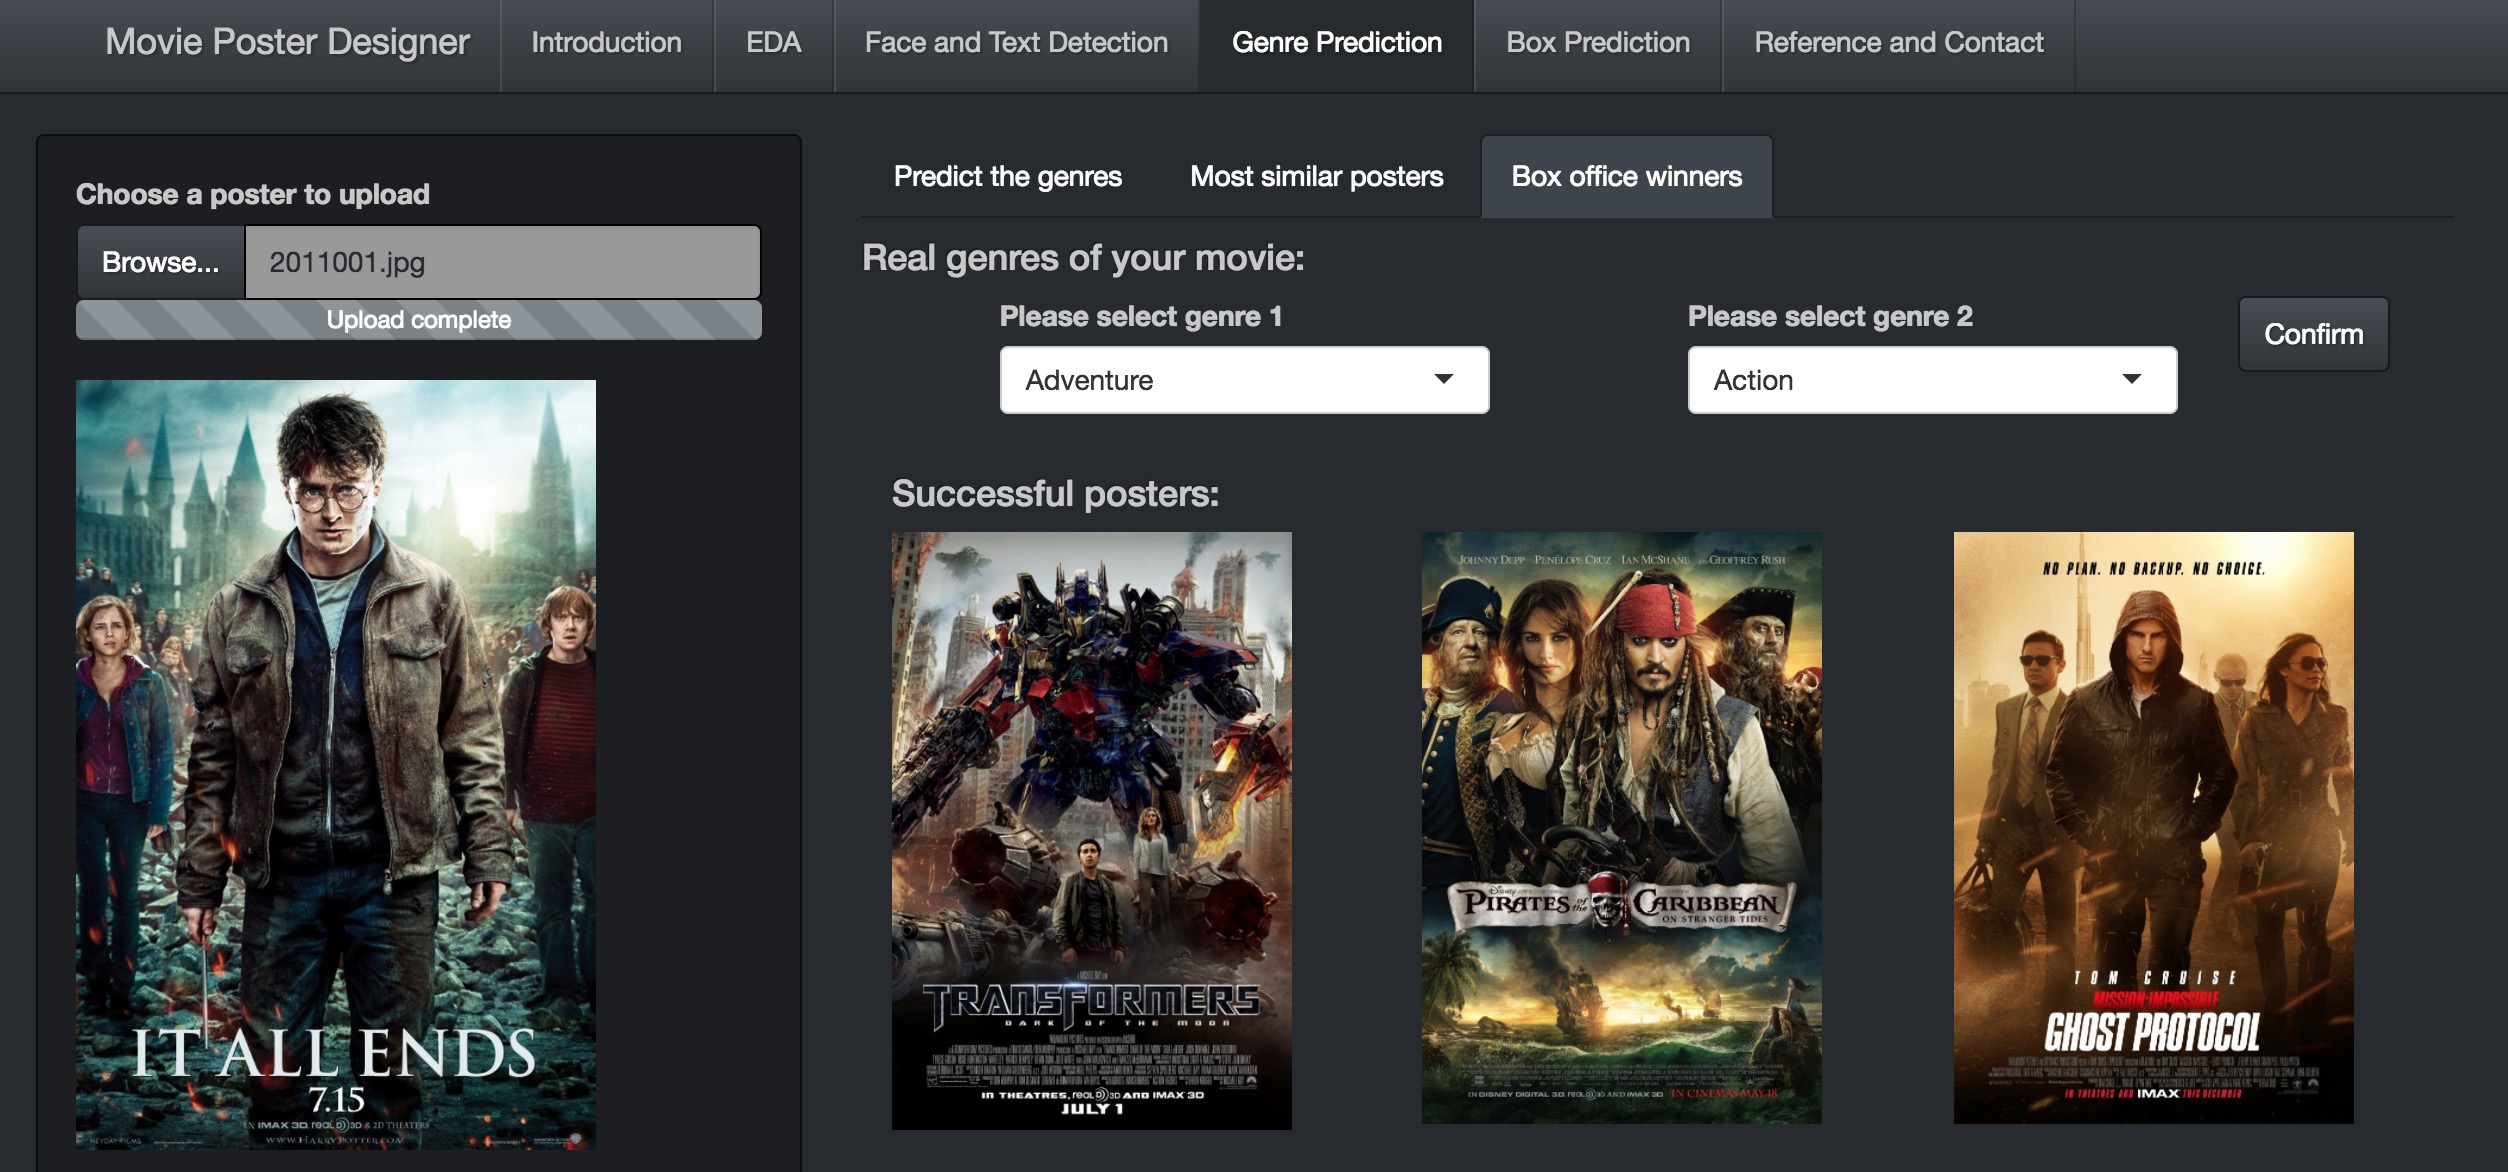 Movie Poster Designer
Introduction
EDA
Face and Text Detection
Genre Prediction
Box Prediction
Reference and Contact
Choose a poster to upload
Browse...
2011001.jpg
Upload complete
IT ALL ENDS
7.15
IN IMAX 3D, REAL D 3D & 2D THEATERS
WWW.HARRYPOTTER.COM
HEYDAY FILMS
Predict the genres
Most similar posters
Box office winners
Real genres of your movie:
Please select genre 1
Please select genre 2
Adventure
Action
Confirm
Successful posters:
TRANSFORMERS
DARK OF THE MOON
IN THEATRES, REAL D 3D AND IMAX 3D
JULY 1
JOHNNY DEPP PENÉLOPE CRUZ IAN MCSHANE AND GEOFFREY RUSH
DISNEY
PIRATES of the CARIBBEAN
ON STRANGER TIDES
IN DISNEY DIGITAL 3D, REAL D 3D AND IMAX 3D IN CINEMAS MAY 18
NO PLAN. NO BACKUP. NO CHOICE.
TOM CRUISE
MISSION: IMPOSSIBLE
GHOST PROTOCOL
IN THEATRES AND IMAX THIS DECEMBER